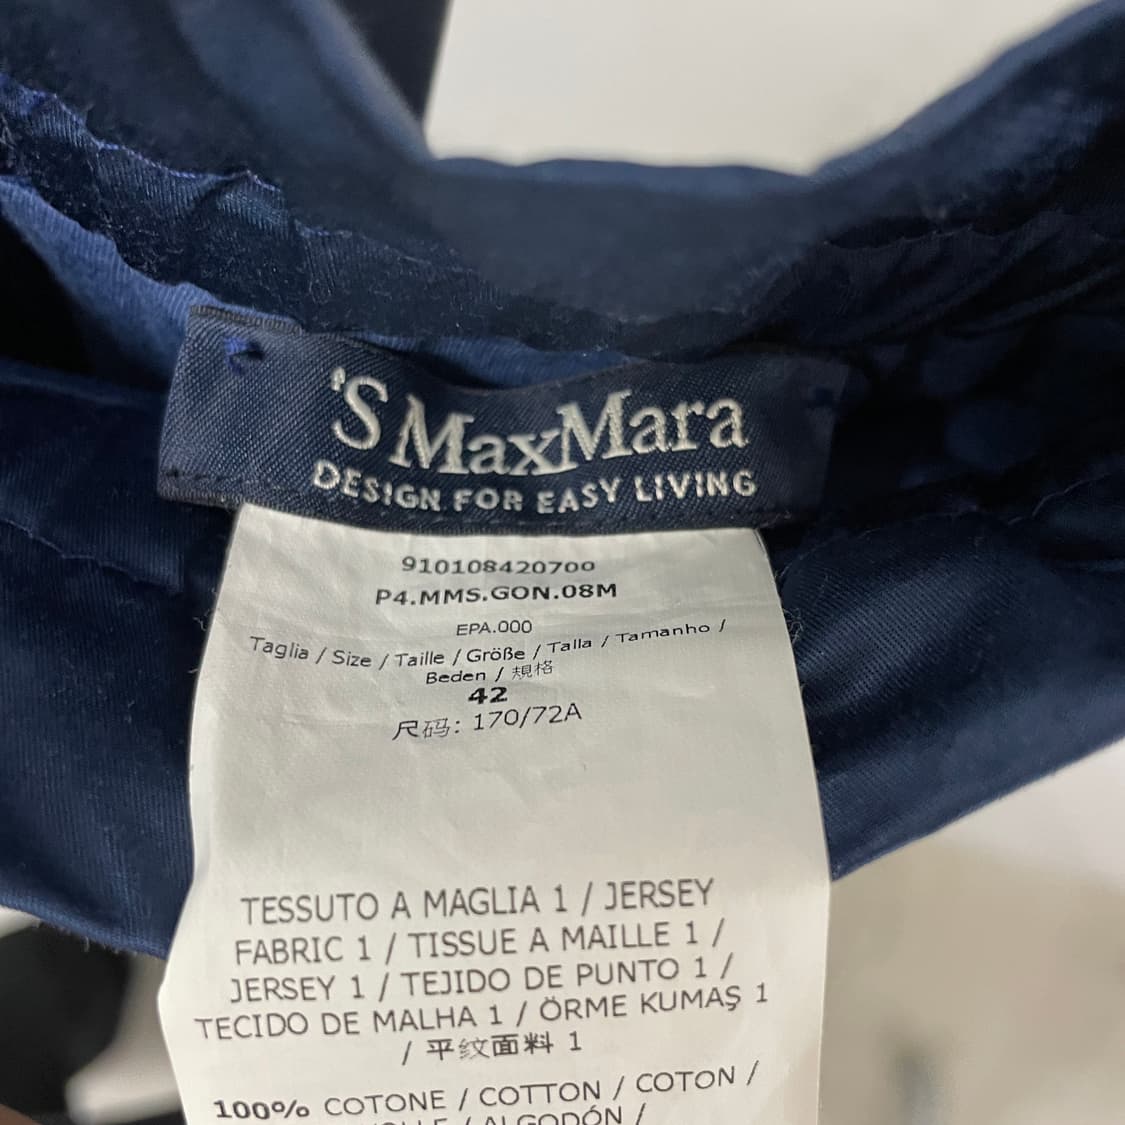 'S MaxMara
DESIGN FOR EASY LIVING
910108420700
P4.MMS.GON.08M
EPA.000
Taglia / Size / Taille / Größe / Talla / Tamanho /
Beden / 規格
42
尺码: 170/72A
TESSUTO A MAGLIA 1 / JERSEY
FABRIC 1 / TISSUE A MAILLE 1 /
JERSEY 1 / TEJIDO DE PUNTO 1 /
TECIDO DE MALHA 1 / ÖRME KUMAŞ 1
/ 平纹面料 1
100% COTONE / COTTON / COTON /
/ ALGODÓN /